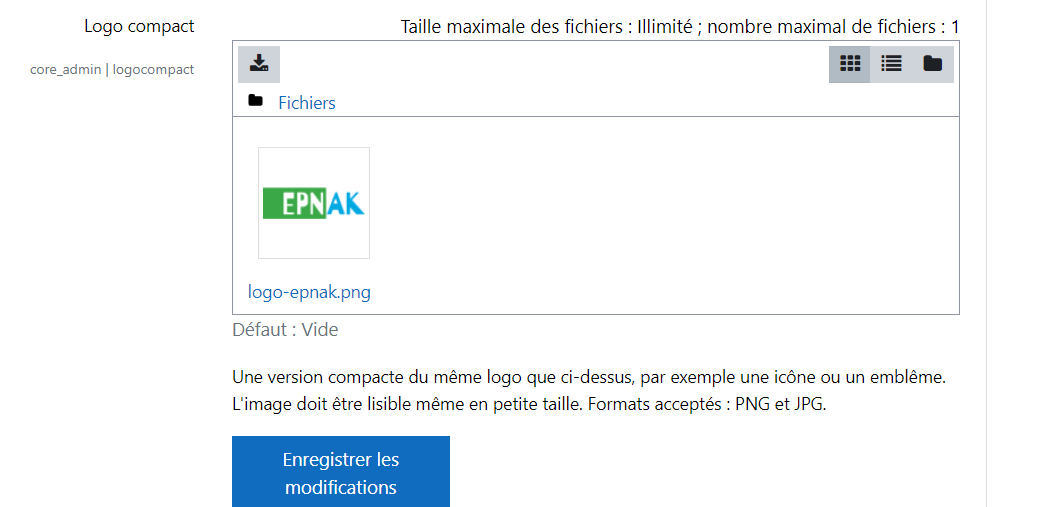 Logo compact
Taille maximale des fichiers : Illimité ; nombre maximal de fichiers : 1
core_admin | logocompact
Fichiers
EPNAK
logo-epnak.png
Défaut : Vide
Une version compacte du même logo que ci-dessus, par exemple une icône ou un emblême.
L'image doit être lisible même en petite taille. Formats acceptés : PNG et JPG.
Enregistrer les
modifications